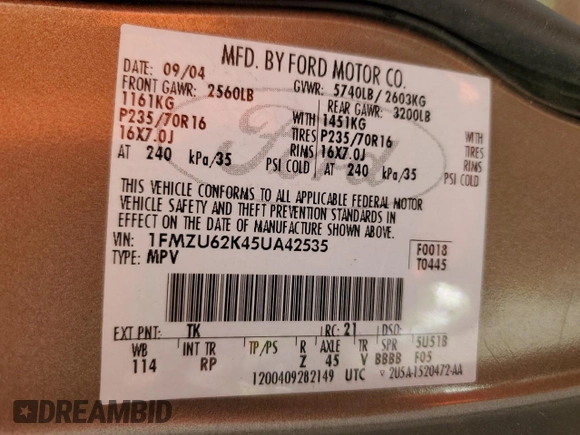 MFD. BY FORD MOTOR CO.
DATE: 09/04 GVWR: 5740LB / 2603KG
FRONT GAWR: 2560LB REAR GAWR: 3200LB
1161KG WITH 1451KG WITH
P235/70R16 TIRES P235/70R16 TIRES
16X7.0J RIMS 16X7.0J RIMS
AT 240 kPa/35 PSI COLD AT 240 kPa/35 PSI COLD
Ford
THIS VEHICLE CONFORMS TO ALL APPLICABLE FEDERAL MOTOR
VEHICLE SAFETY AND THEFT PREVENTION STANDARDS IN
EFFECT ON THE DATE OF MANUFACTURE SHOWN ABOVE.
VIN: 1FMZU62K45UA42535 F0018
TYPE: MPV T0445
EXT PNT: TK RC: 21 DSO:
WB INT TR TP/PS R AXLE TR SPR 5U51B
114 RP Z 45 V BBBB F05
1200409282149 UTC 2U5A-1520472-AA
DREAMBID